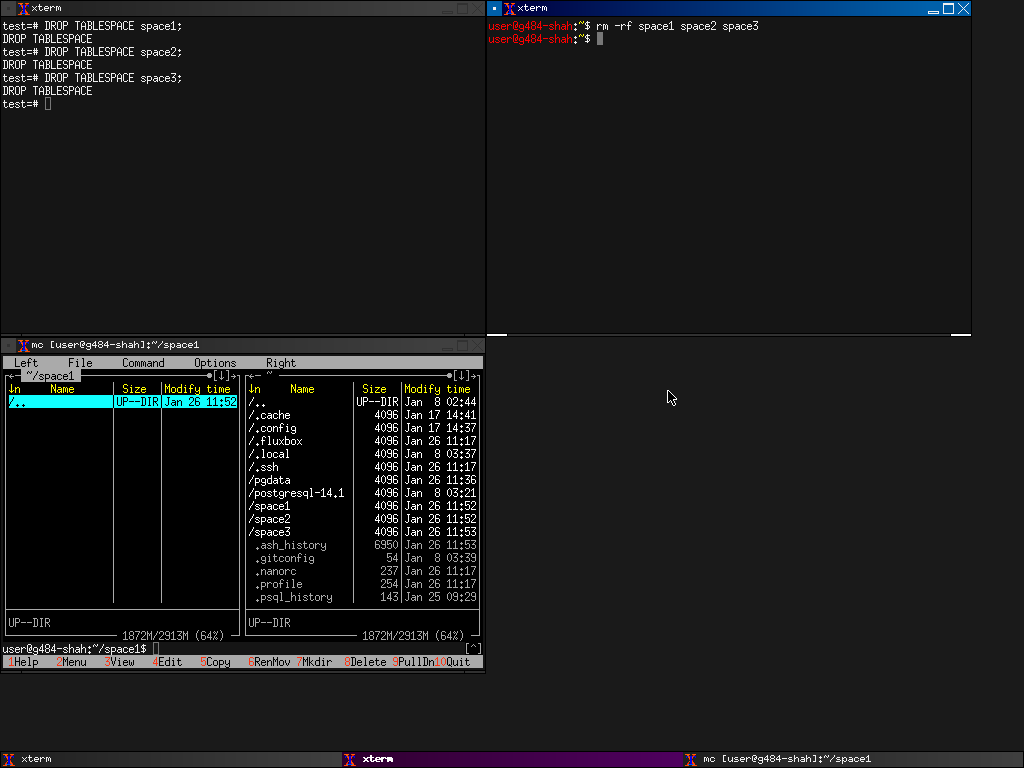 xterm
test=# DROP TABLESPACE space1;
DROP TABLESPACE
test=# DROP TABLESPACE space2;
DROP TABLESPACE
test=# DROP TABLESPACE space3;
DROP TABLESPACE
test=#
xterm
user@g484-shah:~$ rm -rf space1 space2 space3
user@g484-shah:~$
mc [user@g484-shah]:~/space1
Left File Command Options Right
~/space1 [↓]
↓n Name Size Modify time
/.. UP--DIR Jan 26 11:52
UP--DIR
1872M/2913M (64%)
~ [↓]
↓n Name Size Modify time
/.. UP--DIR Jan 8 02:44
/.cache 4096 Jan 17 14:41
/.config 4096 Jan 17 14:37
/.fluxbox 4096 Jan 26 11:17
/.local 4096 Jan 8 03:37
/.ssh 4096 Jan 26 11:17
/pgdata 4096 Jan 26 11:36
/postgresql-14.1 4096 Jan 8 03:21
/space1 4096 Jan 26 11:52
/space2 4096 Jan 26 11:52
/space3 4096 Jan 26 11:53
.ash_history 6950 Jan 26 11:53
.gitconfig 54 Jan 8 03:39
.nanorc 237 Jan 26 11:17
.profile 254 Jan 26 11:17
.psql_history 143 Jan 25 09:29
UP--DIR
1872M/2913M (64%)
user@g484-shah:~/space1$ [^]
1Help 2Menu 3View 4Edit 5Copy 6RenMov 7Mkdir 8Delete 9PullDn10Quit
xterm xterm mc [user@g484-shah]:~/space1